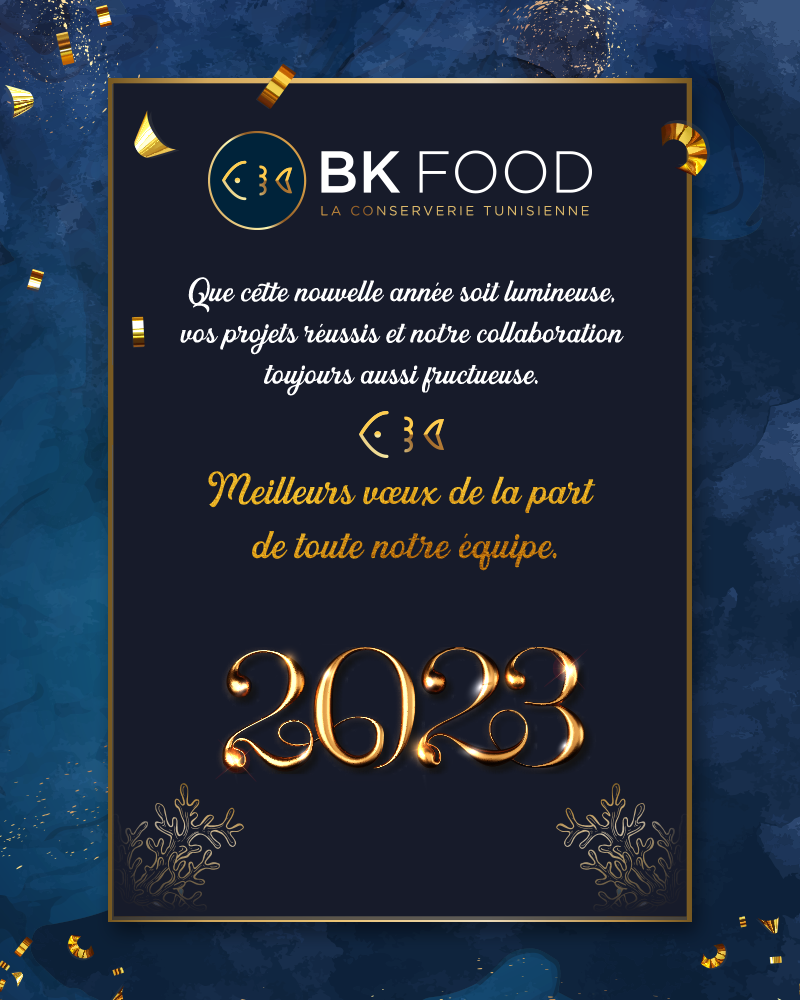 BK FOOD
LA CONSERVERIE TUNISIENNE
Que cette nouvelle année soit lumineuse,
vos projets réussis et notre collaboration
toujours aussi fructueuse.
Meilleurs vœux de la part
de toute notre équipe.
2023